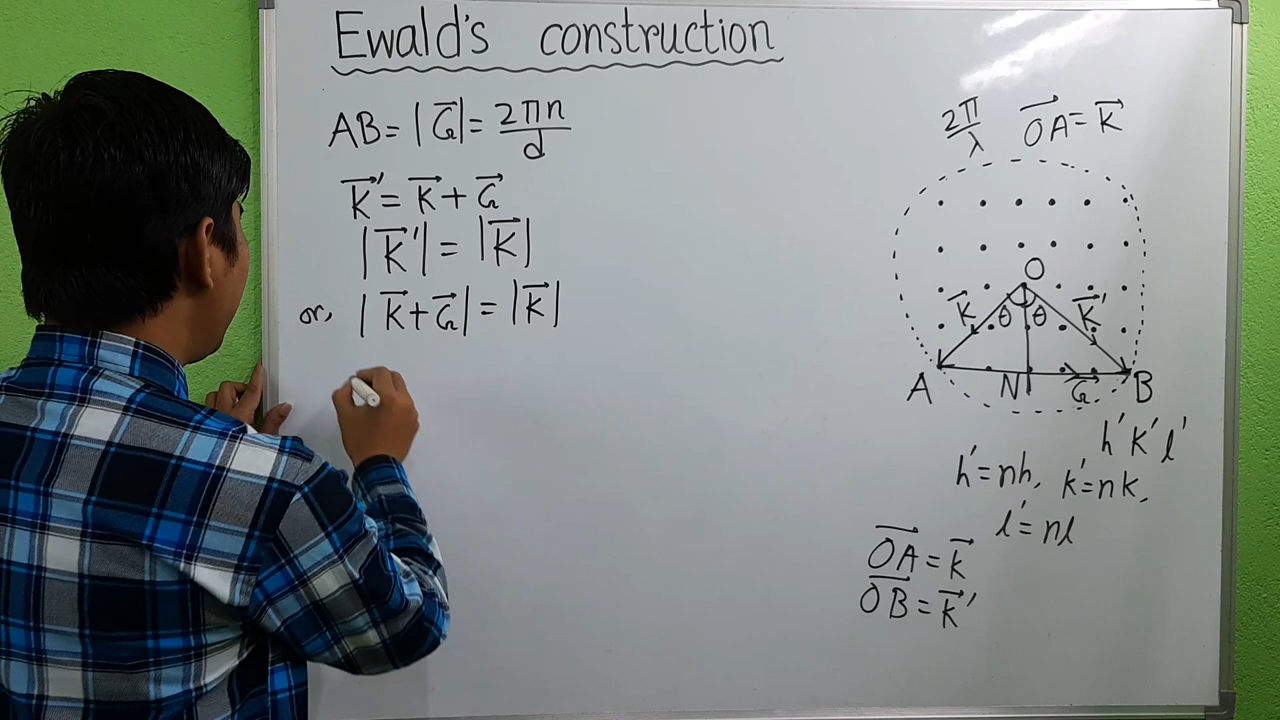 Ewald's construction
AB = |G⃗| = 2πn/d
K⃗' = K⃗ + G⃗
|K⃗'| = |K⃗|
or, |K⃗ + G⃗| = |K⃗|
2π/λ OA⃗ = K⃗
O
K⃗ θ θ K⃗'
A N G⃗ B
h' k' l'
h' = nh, k' = nk,
l' = nl
OA⃗ = K⃗
OB⃗ = K⃗'